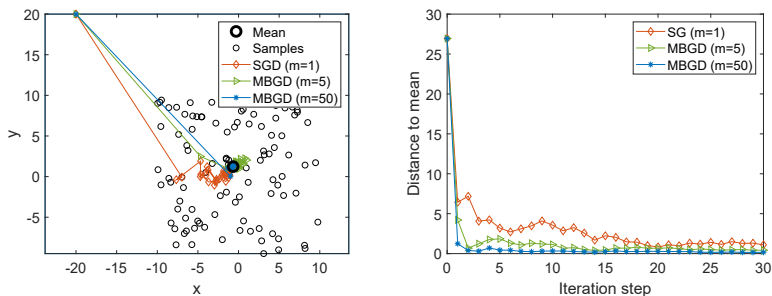 20
15
10
5
0
-5
-20
-15
-10
-5
0
5
10
x
y
Mean
Samples
SGD (m=1)
MBGD (m=5)
MBGD (m=50)
30
25
20
15
10
5
0
0
5
10
15
20
25
30
Iteration step
Distance to mean
SG (m=1)
MBGD (m=5)
MBGD (m=50)